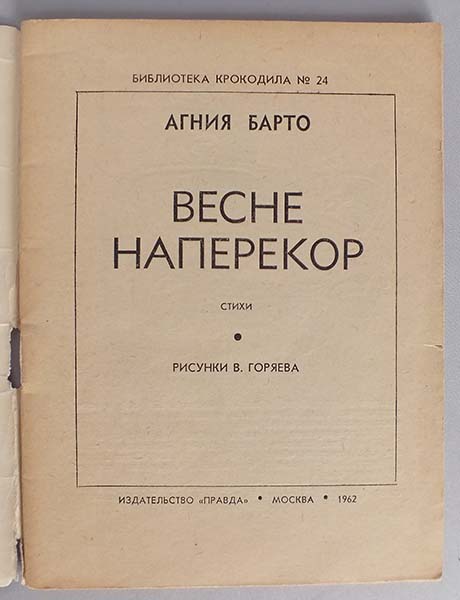 БИБЛИОТЕКА КРОКОДИЛА № 24
АГНИЯ БАРТО
ВЕСНЕ
НАПЕРЕКОР
СТИХИ
•
РИСУНКИ В. ГОРЯЕВА
ИЗДАТЕЛЬСТВО «ПРАВДА» • МОСКВА • 1962